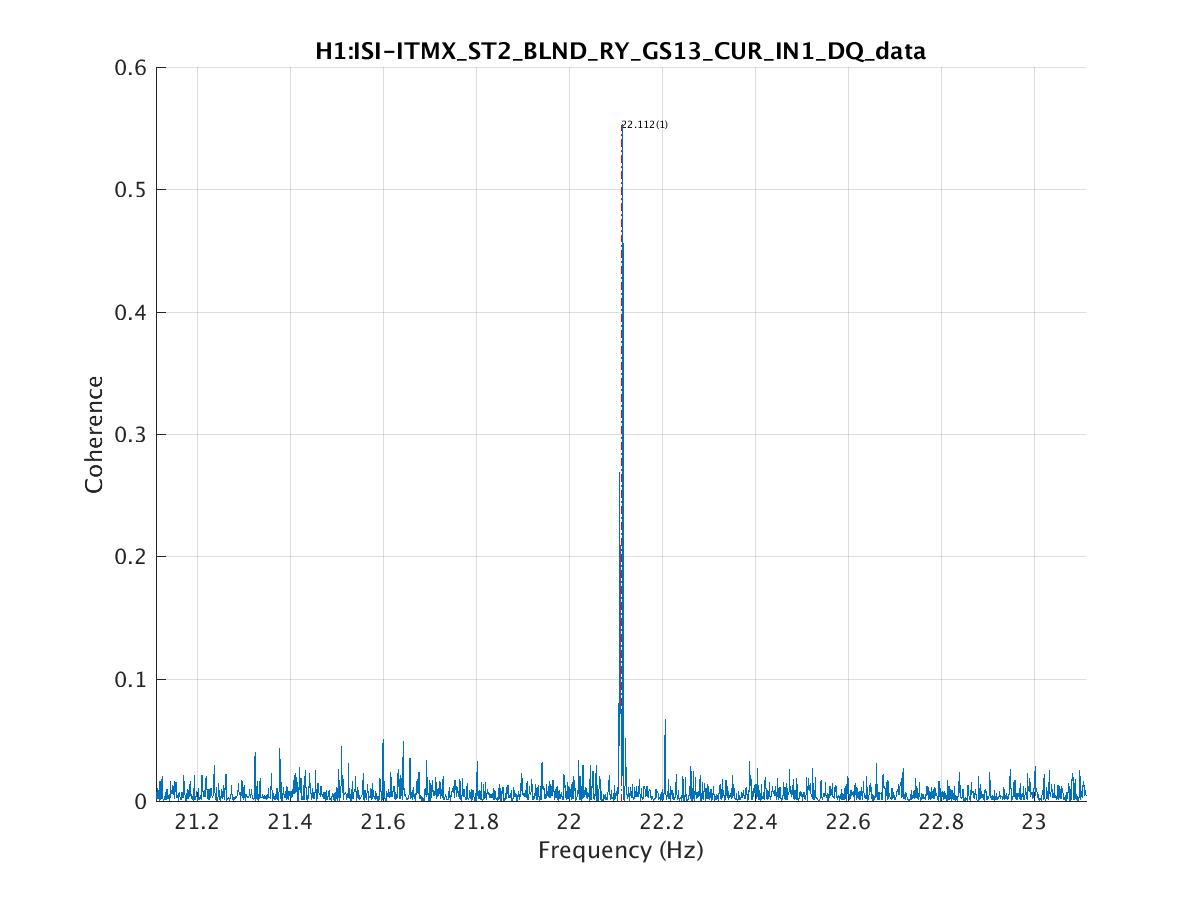 H1:ISI-ITMX_ST2_BLND_RY_GS13_CUR_IN1_DQ_data
0.6
22.112(1)
0.5
0.4
0.3
Coherence
0.2
0.1
0
21.2 21.4 21.6 21.8 22 22.2 22.4 22.6 22.8 23
Frequency (Hz)